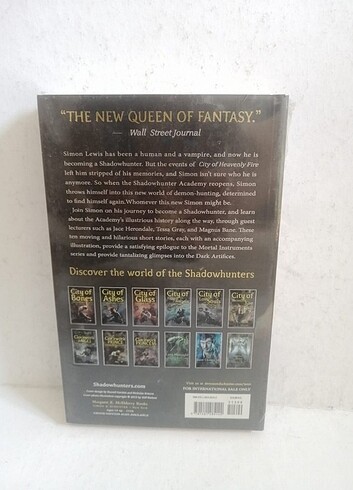 "THE NEW QUEEN OF FANTASY."
— Wall Street Journal
Simon Lewis has been a human and a vampire, and now he is
becoming a Shadowhunter. But the events of City of Heavenly Fire
left him stripped of his memories, and Simon isn't sure who he is
anymore. So when the Shadowhunter Academy reopens, Simon
throws himself into this new world of demon-hunting, determined
to find himself again. Whomever this new Simon might be.
Join Simon on his journey to become a Shadowhunter, and learn
about the Academy's illustrious history along the way, through guest
lecturers such as Jace Herondale, Tessa Gray, and Magnus Bane. These
ten moving and hilarious short stories, each with an accompanying
illustration, provide a satisfying epilogue to the Mortal Instruments
series and provide tantalizing glimpses into the Dark Artifices.
Discover the world of the Shadowhunters
City of Bones
City of Ashes
City of Glass
Shadowhunters.com
FOR INTERNATIONAL SALE ONLY
Margaret K. McElderry Books